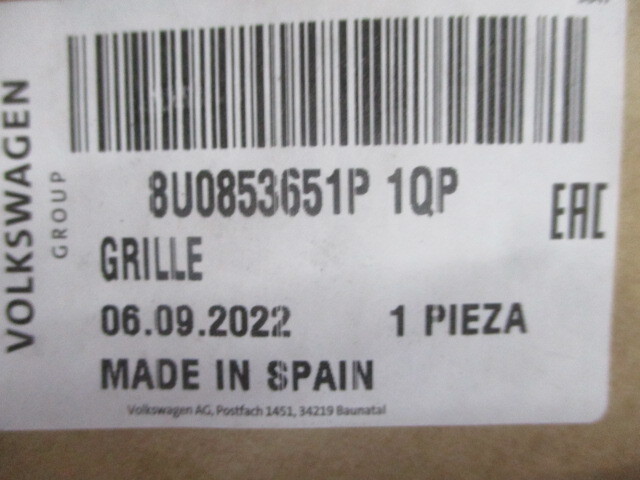 VOLKSWAGEN
GROUP
8U0853651P 1QP
EAC
GRILLE
06.09.2022 1 PIEZA
MADE IN SPAIN
Volkswagen AG, Postfach 1451, 34219 Baunatal